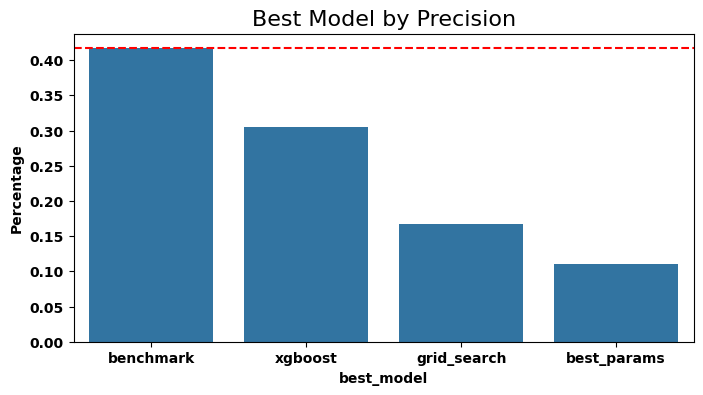 Best Model by Precision
Percentage
0.40
0.35
0.30
0.25
0.20
0.15
0.10
0.05
0.00
benchmark xgboost grid_search best_params
best_model